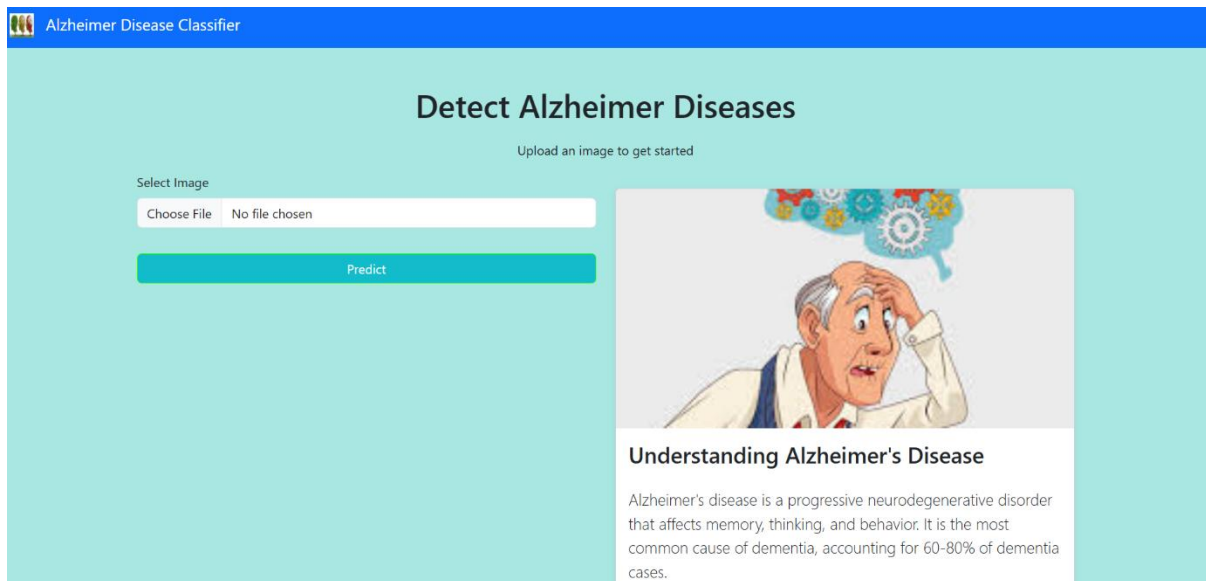 Alzheimer Disease Classifier
Detect Alzheimer Diseases
Upload an image to get started
Select Image
Choose File No file chosen
Predict
Understanding Alzheimer's Disease
Alzheimer's disease is a progressive neurodegenerative disorder
that affects memory, thinking, and behavior. It is the most
common cause of dementia, accounting for 60-80% of dementia
cases.